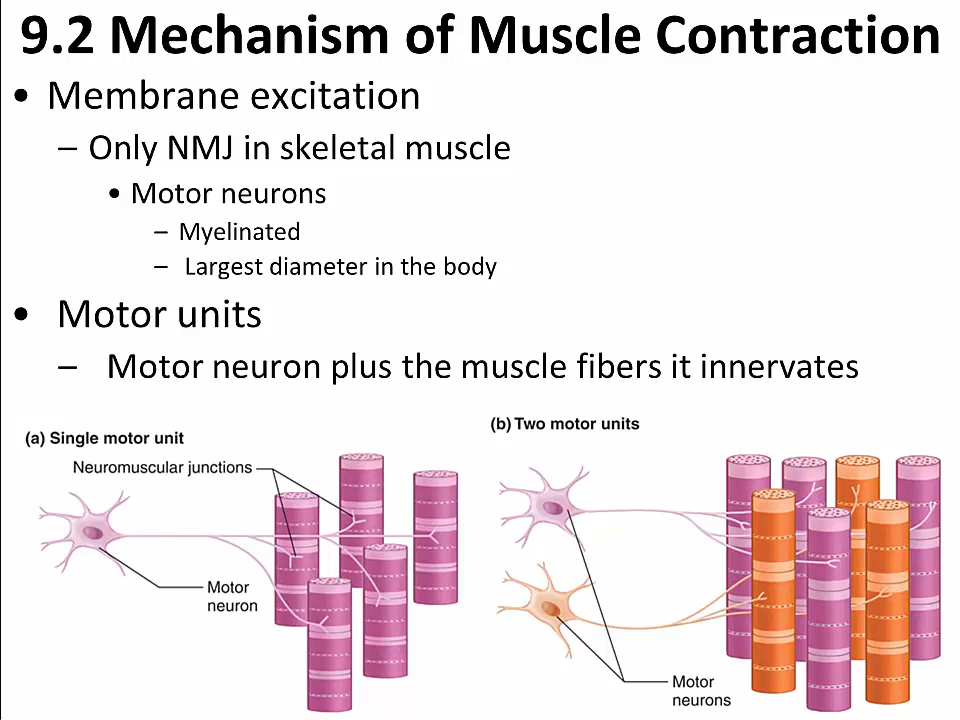 9.2 Mechanism of Muscle Contraction
• Membrane excitation
– Only NMJ in skeletal muscle
• Motor neurons
– Myelinated
– Largest diameter in the body
• Motor units
– Motor neuron plus the muscle fibers it innervates
(a) Single motor unit
Neuromuscular junctions
Motor
neuron
(b) Two motor units
Motor
neurons